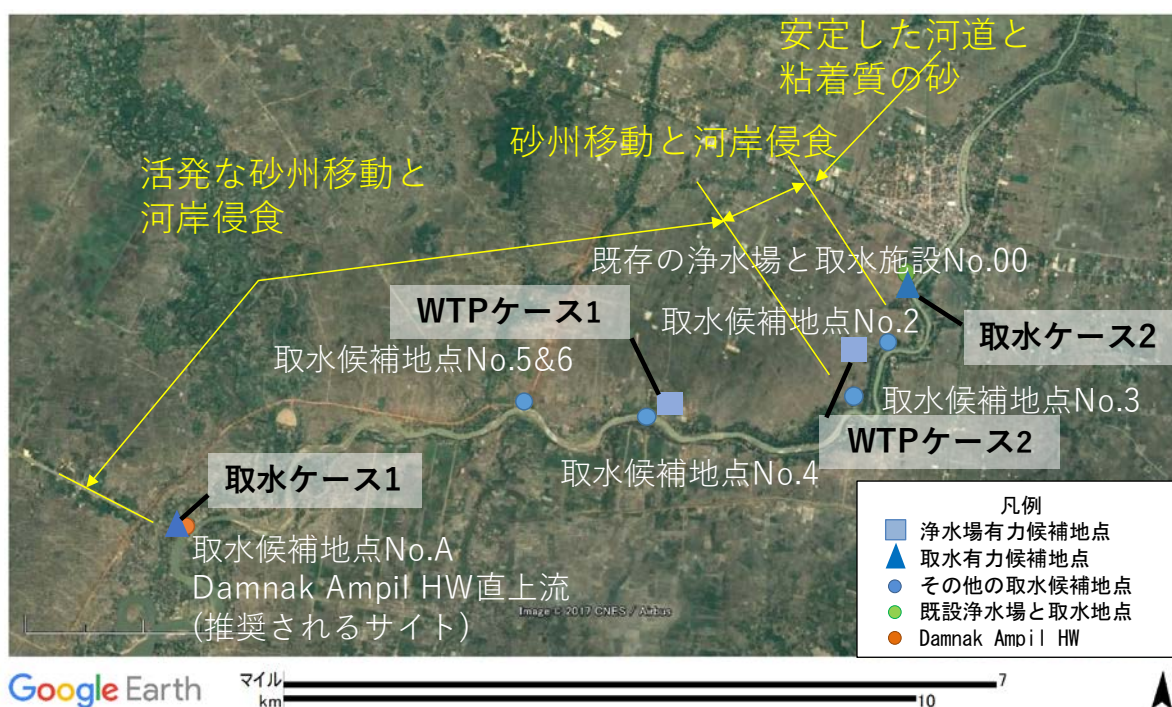 安定した河道と
粘着質の砂
砂州移動と河岸侵食
活発な砂州移動と
河岸侵食
既存の浄水場と取水施設No.00
WTPケース1
取水候補地点No.2
取水ケース2
取水候補地点No.5&6
取水候補地点No.3
WTPケース2
取水候補地点No.4
取水ケース1
取水候補地点No.A
Damnak Ampil HW直上流
(推奨されるサイト)
Image © 2017 CNES / Airbus
凡例
浄水場有力候補地点
取水有力候補地点
その他の取水候補地点
既設浄水場と取水地点
Damnak Ampil HW
Google Earth
マイル 7
km 10